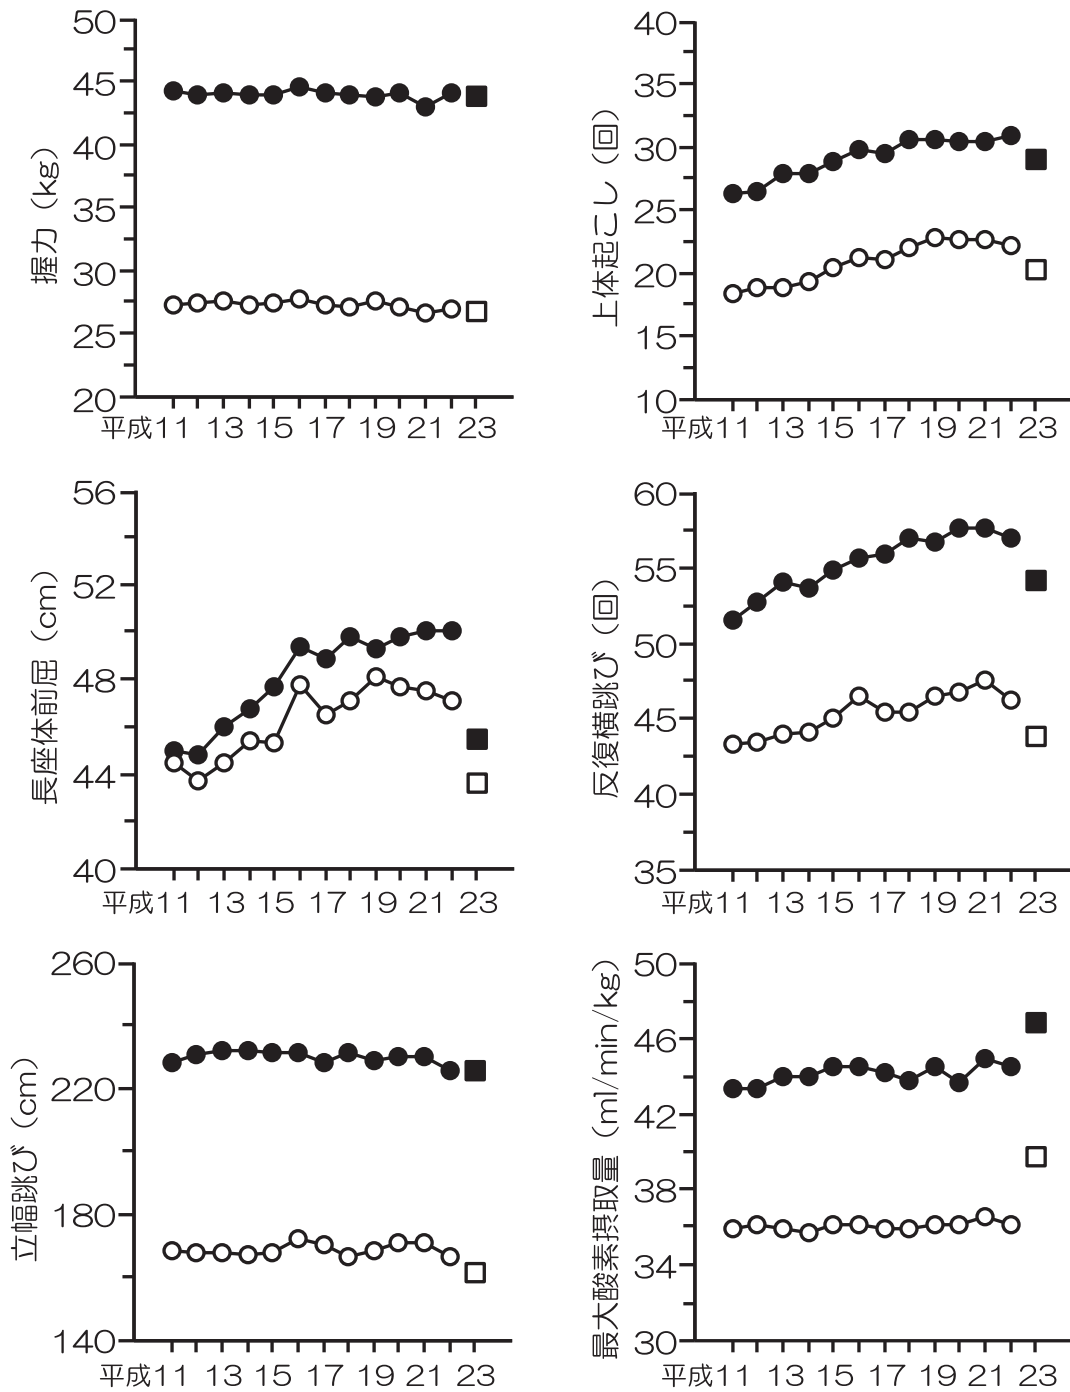 握力（kg）
50
45
40
35
30
25
20
平成11 13 15 17 19 21 23
上体起こし（回）
40
35
30
25
20
15
10
平成11 13 15 17 19 21 23
長座体前屈（cm）
56
52
48
44
40
平成11 13 15 17 19 21 23
反復横跳び（回）
60
55
50
45
40
35
平成11 13 15 17 19 21 23
立幅跳び（cm）
260
220
180
140
平成11 13 15 17 19 21 23
最大酸素摂取量（ml/min/kg）
50
46
42
38
34
30
平成11 13 15 17 19 21 23